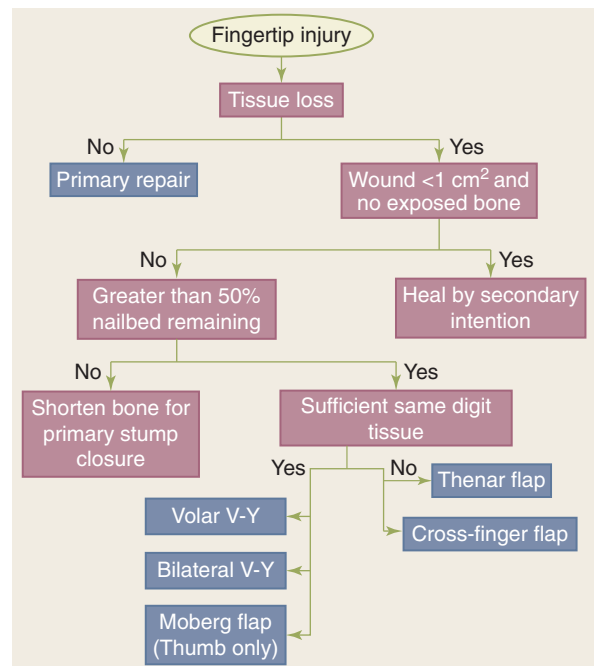 Fingertip injury
Tissue loss
No
Yes
Primary repair
Wound <1 cm² and
no exposed bone
No
Yes
Greater than 50%
nailbed remaining
Heal by secondary
intention
No
Yes
Shorten bone for
primary stump
closure
Sufficient same digit
tissue
Yes
No
Thenar flap
Volar V-Y
Cross-finger flap
Bilateral V-Y
Moberg flap
(Thumb only)